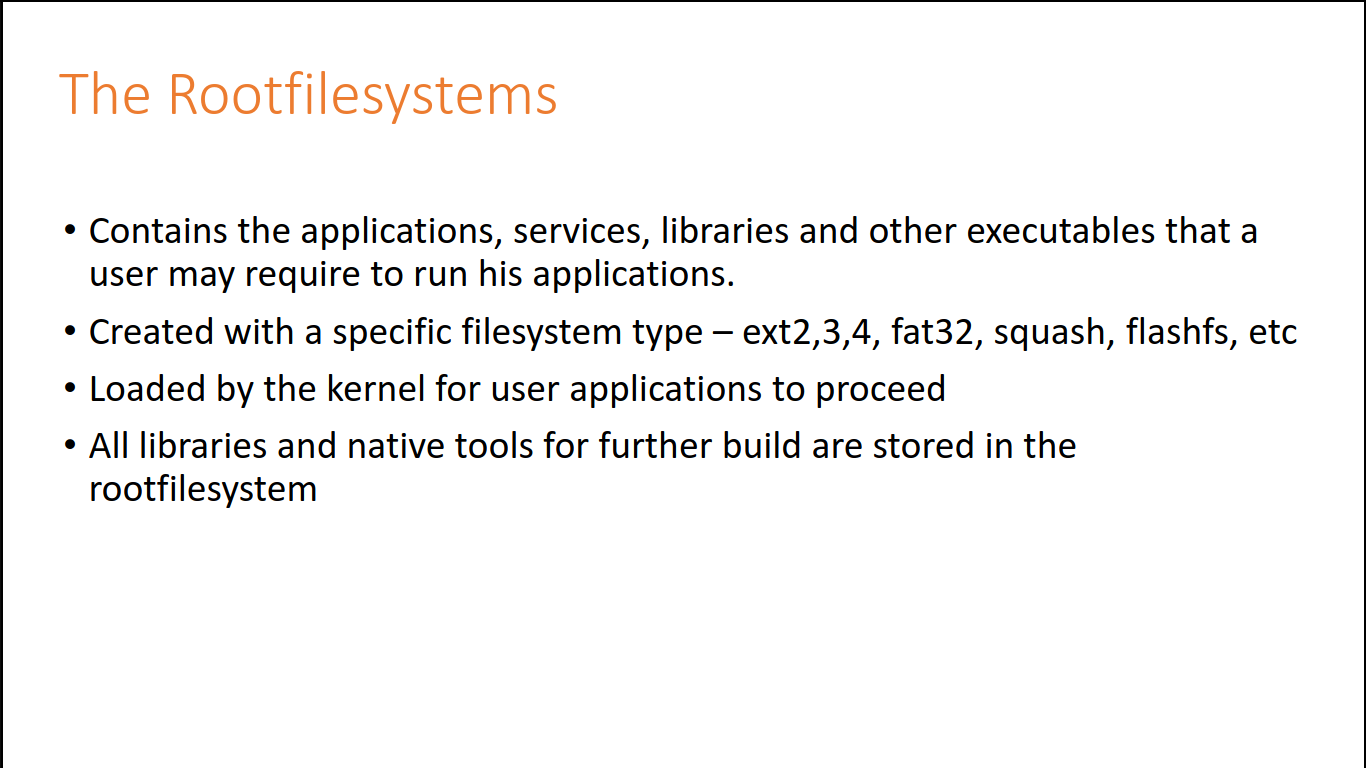 The Rootfilesystems
• Contains the applications, services, libraries and other executables that a
user may require to run his applications.
• Created with a specific filesystem type – ext2,3,4, fat32, squash, flashfs, etc
• Loaded by the kernel for user applications to proceed
• All libraries and native tools for further build are stored in the
rootfilesystem